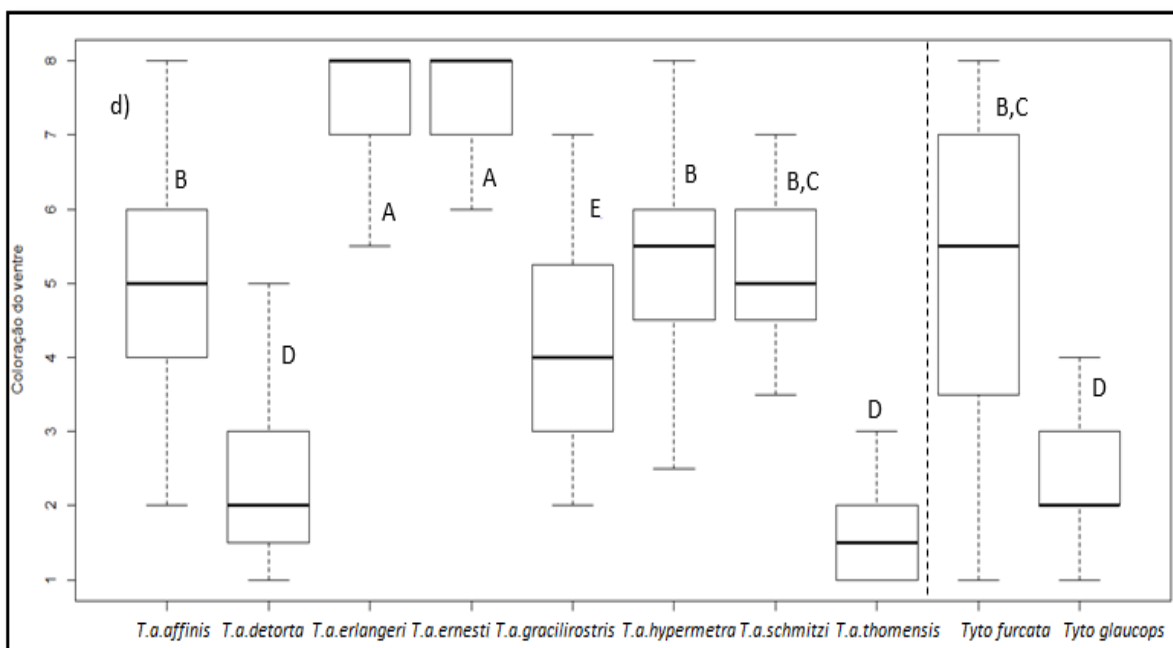 d)
Coloração do ventre
8
7
6
5
4
3
2
1
B
D
A
A
E
B
B,C
D
B,C
D
T.a.affinis T.a.detorta T.a.erlangeri T.a.ernesti T.a.gracilirostris T.a.hypermetra T.a.schmitzi T.a.thomensis Tyto furcata Tyto glaucops